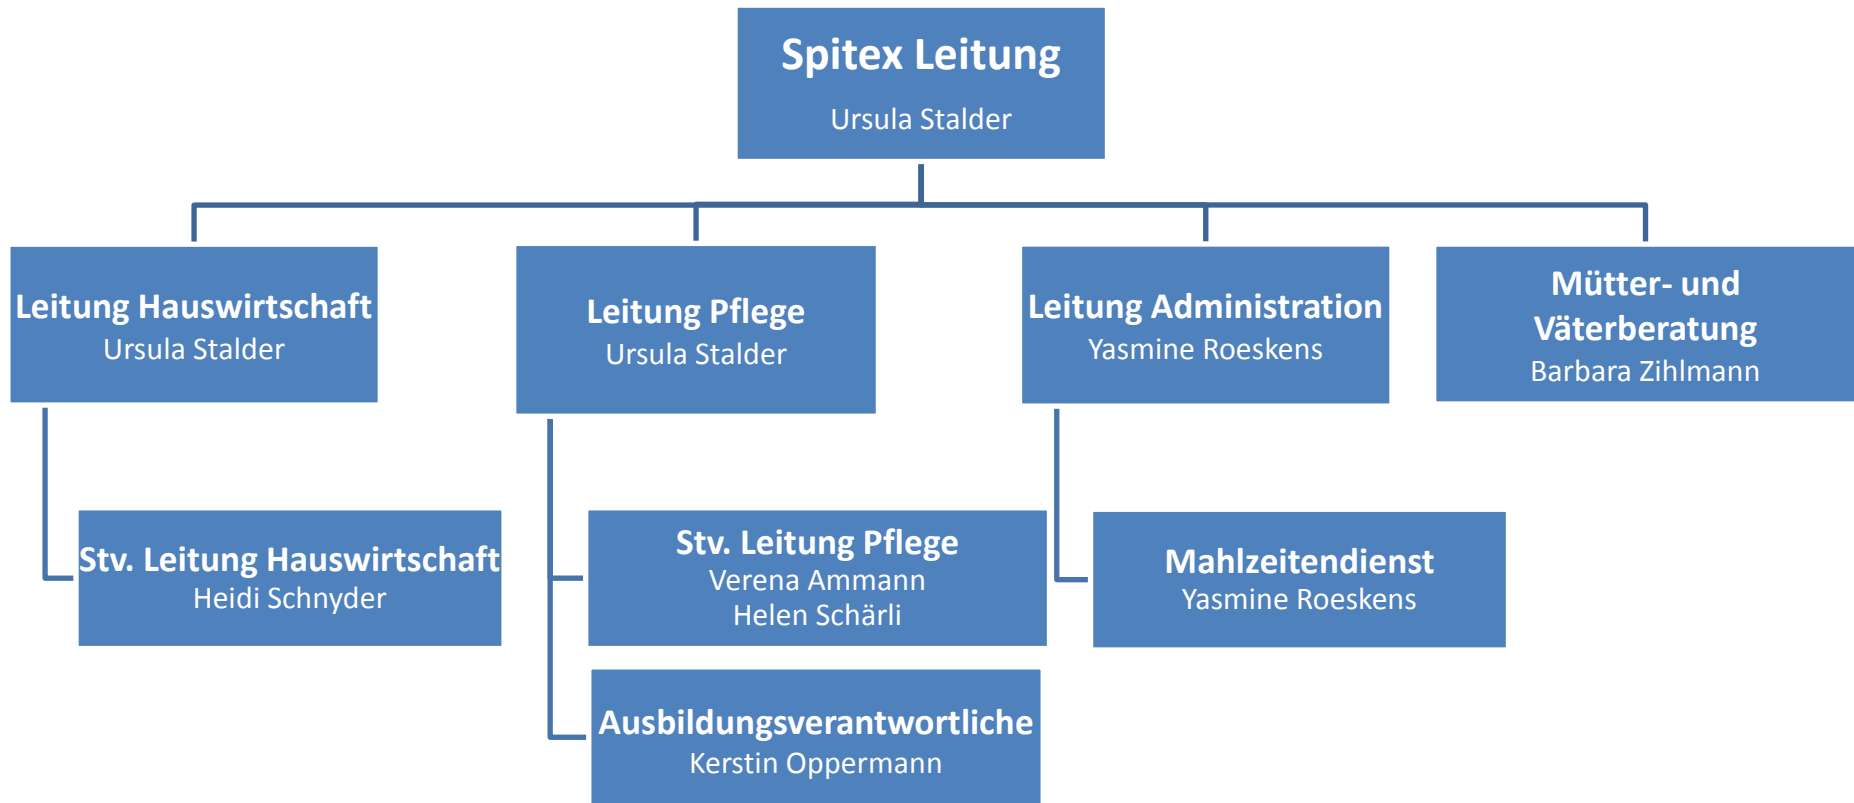 Spitex Leitung
Ursula Stalder
Leitung Hauswirtschaft
Ursula Stalder
Leitung Pflege
Ursula Stalder
Leitung Administration
Yasmine Roeskens
Mütter- und
Väterberatung
Barbara Zihlmann
Stv. Leitung Hauswirtschaft
Heidi Schnyder
Stv. Leitung Pflege
Verena Ammann
Helen Schärli
Mahlzeitendienst
Yasmine Roeskens
Ausbildungsverantwortliche
Kerstin Oppermann